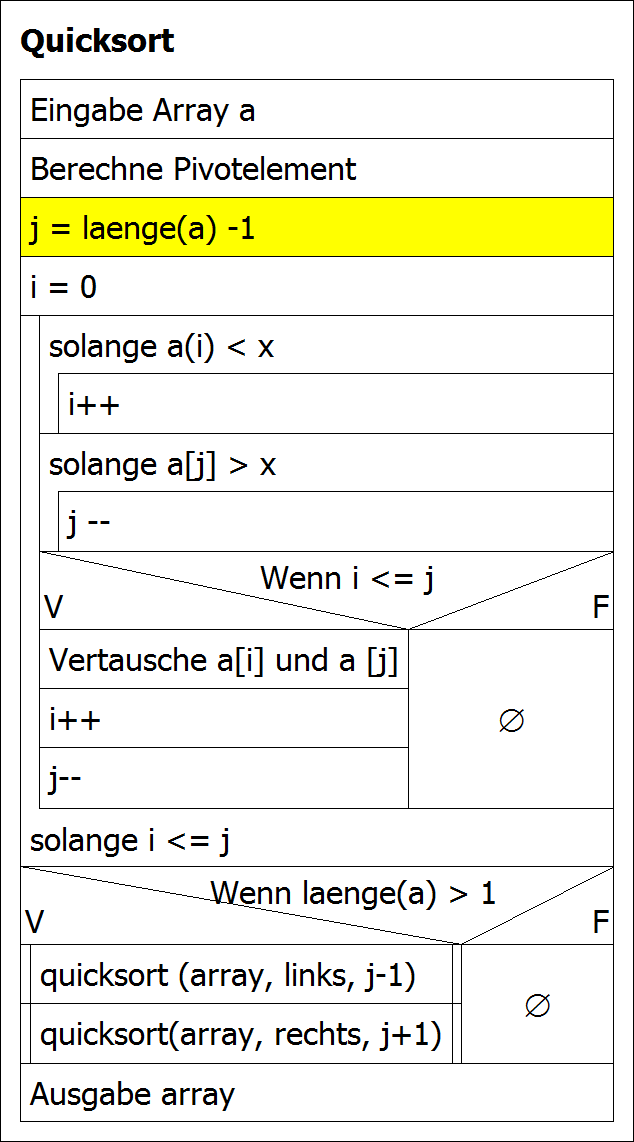 Quicksort
Eingabe Array a
Berechne Pivotelement
j = laenge(a) -1
i = 0
solange a(i) < x
i++
solange a[j] > x
j --
Wenn i <= j
V F
Vertausche a[i] und a [j]
i++
∅
j--
solange i <= j
Wenn laenge(a) > 1
V F
quicksort (array, links, j-1)
∅
quicksort(array, rechts, j+1)
Ausgabe array